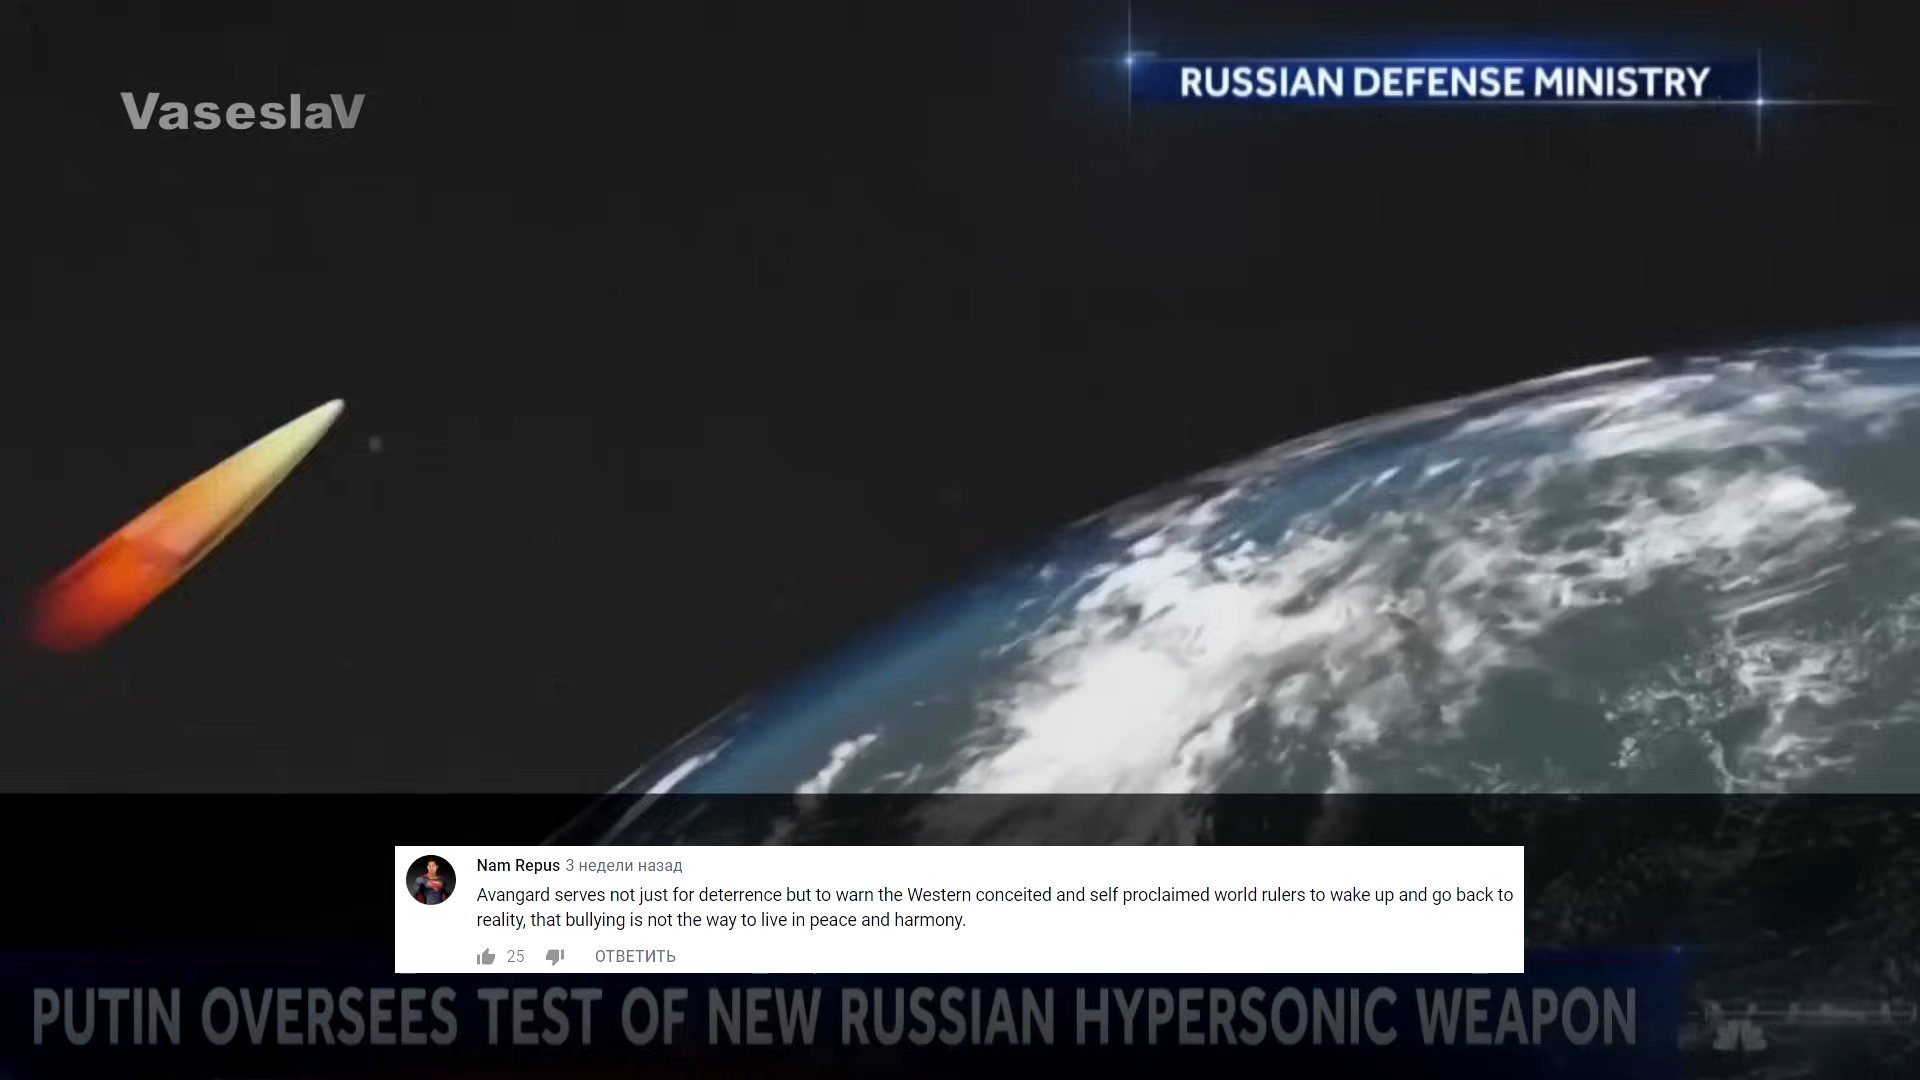 VaseslaV
RUSSIAN DEFENSE MINISTRY
Nam Repus 3 недели назад
Avangard serves not just for deterrence but to warn the Western conceited and self proclaimed world rulers to wake up and go back to
reality, that bullying is not the way to live in peace and harmony.
25 ОТВЕТИТЬ
PUTIN OVERSEES TEST OF NEW RUSSIAN HYPERSONIC WEAPON